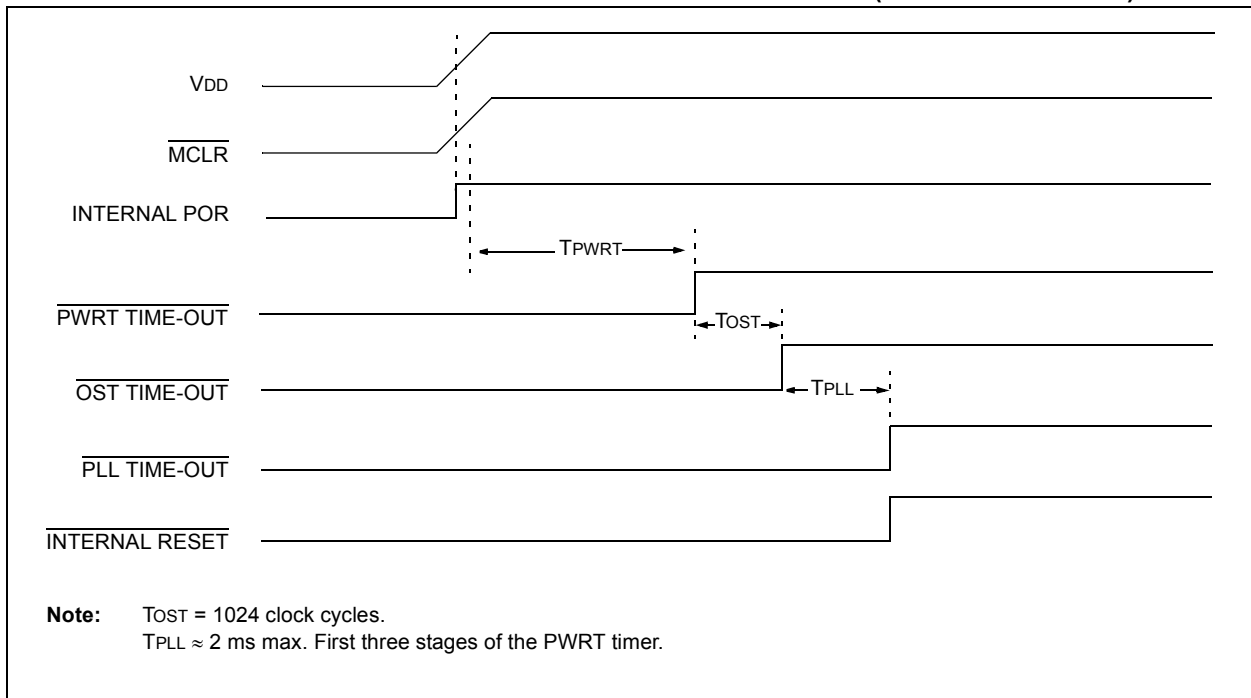 VDD
MCLR
INTERNAL POR
TPWRT
PWRT TIME-OUT
TOST
OST TIME-OUT
TPLL
PLL TIME-OUT
INTERNAL RESET
Note: TOST = 1024 clock cycles.
TPLL ≈ 2 ms max. First three stages of the PWRT timer.